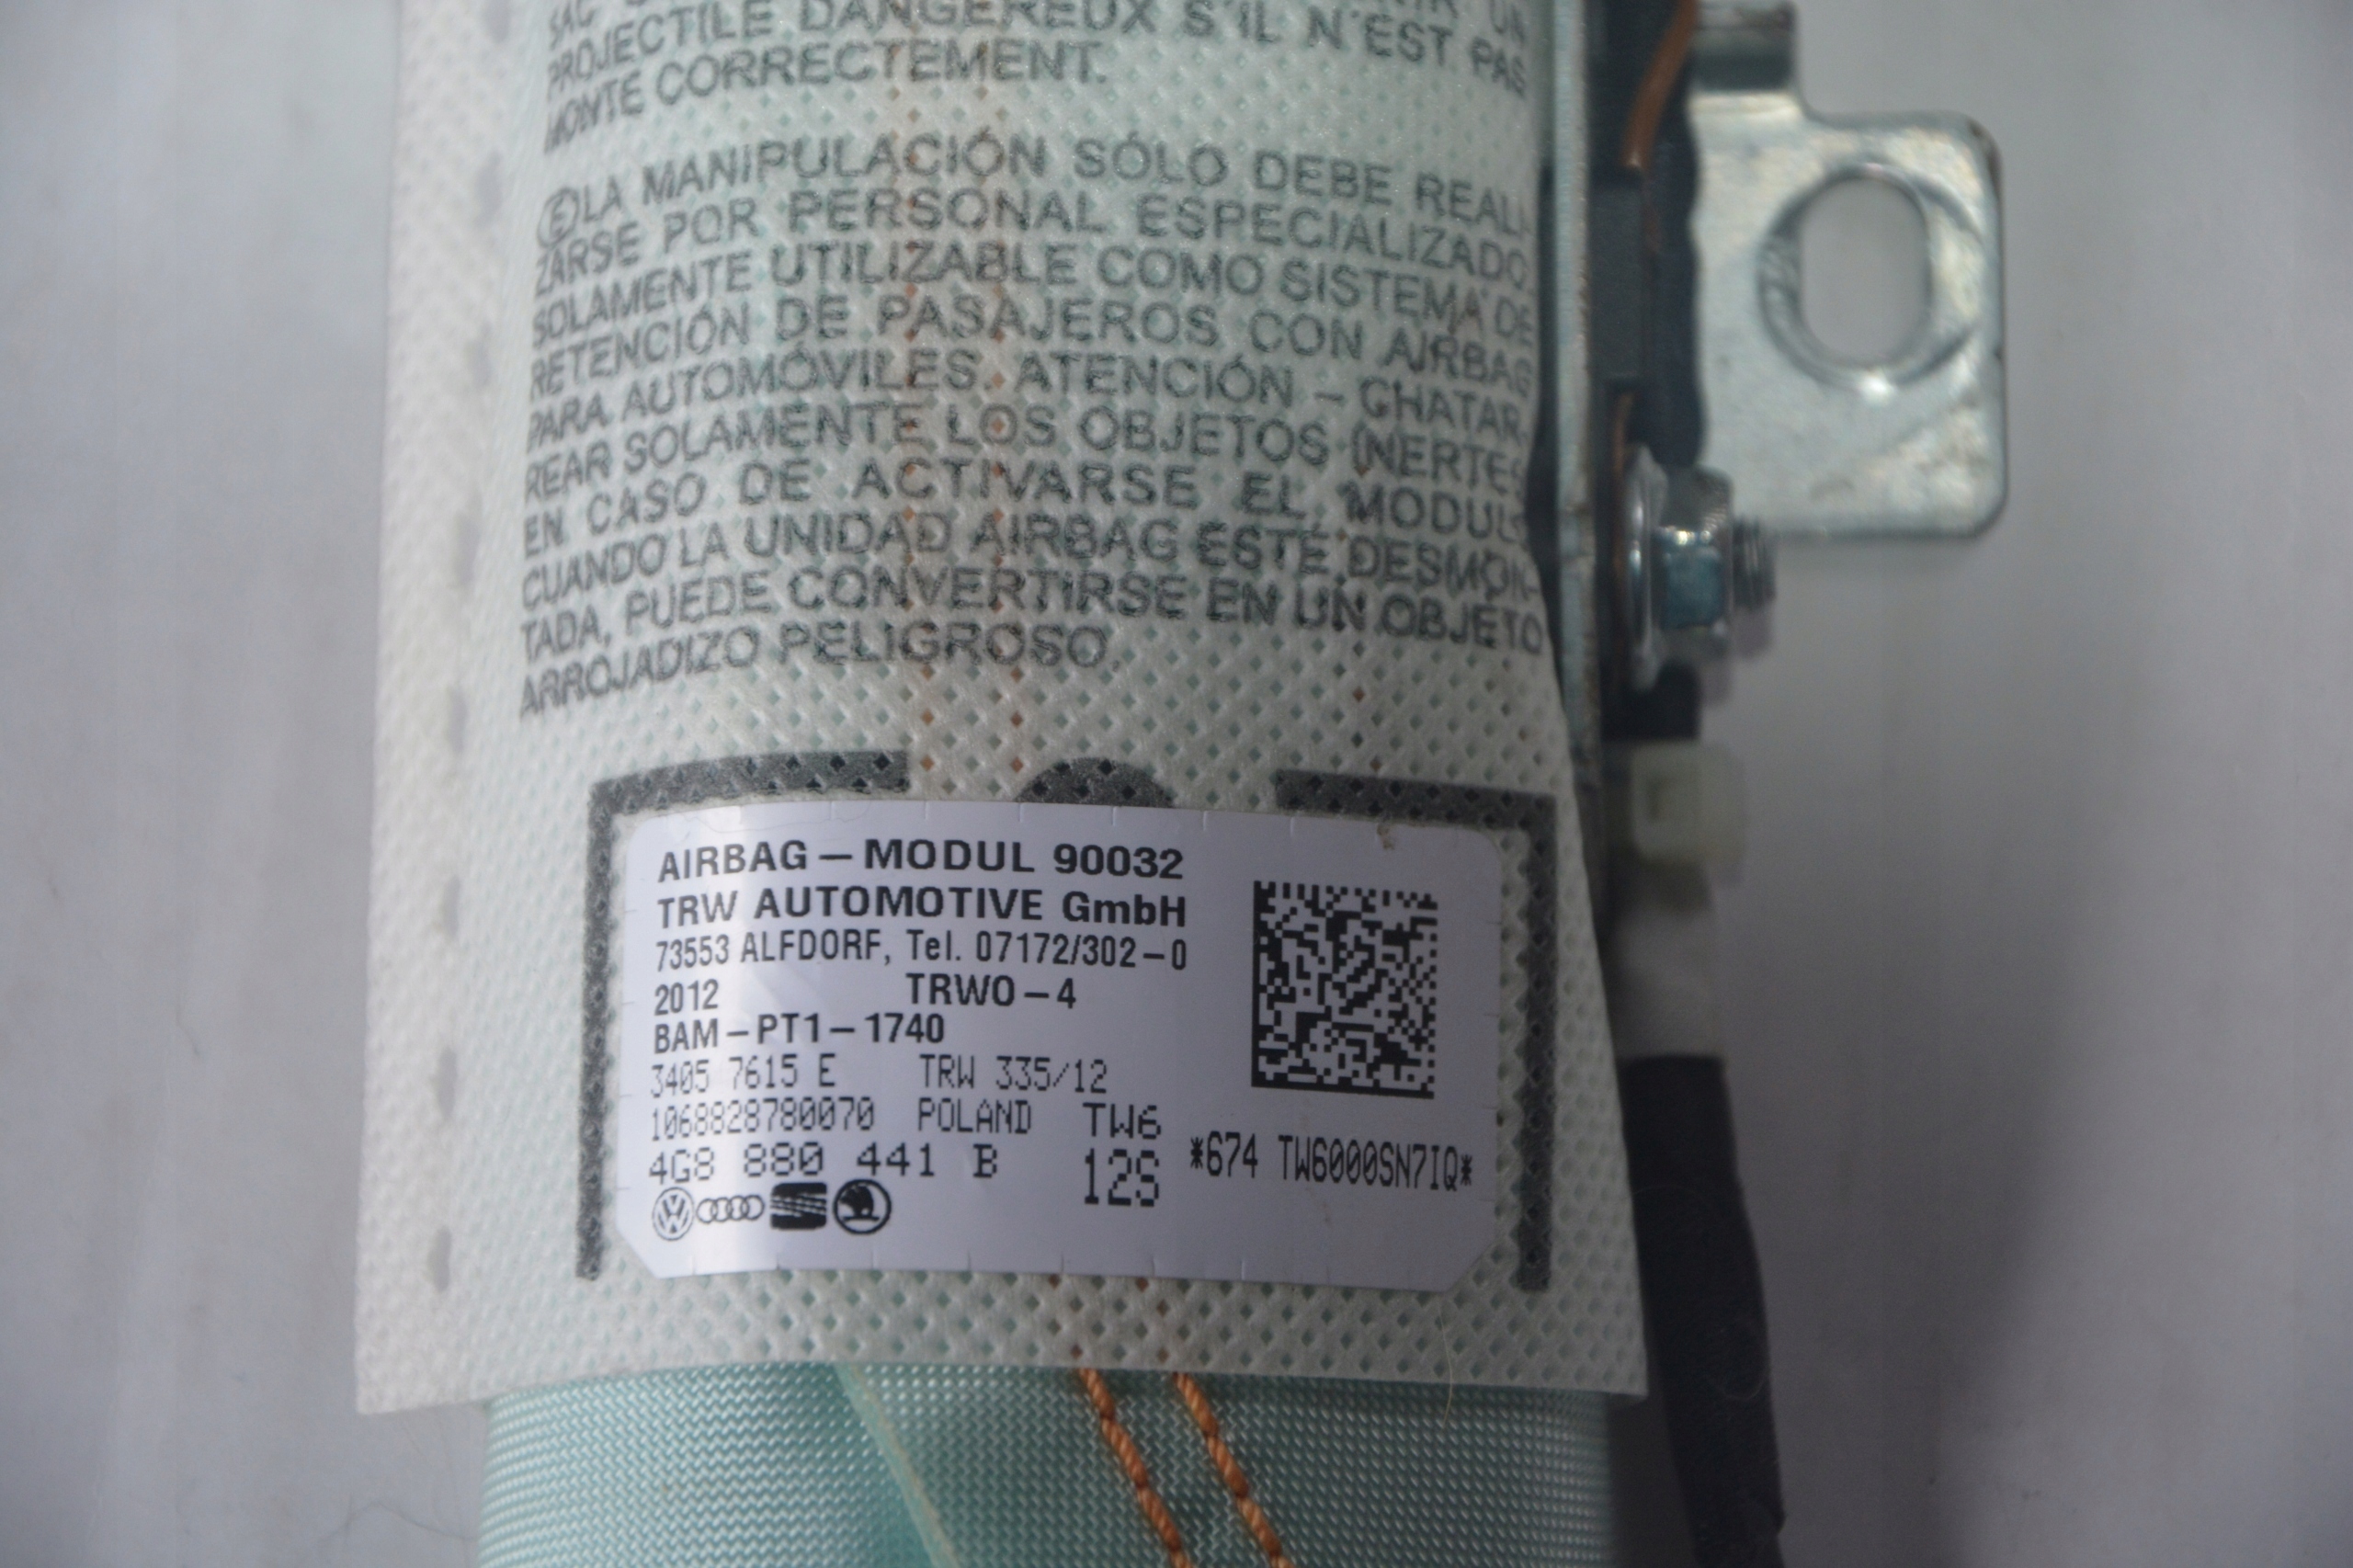 PROJECTILE DANGEREUX S'IL N'EST PAS
MONTE CORRECTEMENT.
(E) LA MANIPULACIÓN SÓLO DEBE REALI-
ZARSE POR PERSONAL ESPECIALIZADO.
SOLAMENTE UTILIZABLE COMO SISTEMA DE
RETENCIÓN DE PASAJEROS CON AIRBAG
PARA AUTOMÓVILES. ATENCIÓN – CHATAR-
REAR SOLAMENTE LOS OBJETOS INERTES
EN CASO DE ACTIVARSE EL MODULO
CUANDO LA UNIDAD AIRBAG ESTÉ DESMON-
TADA, PUEDE CONVERTIRSE EN UN OBJETO
ARROJADIZO PELIGROSO.
AIRBAG – MODUL 90032
TRW AUTOMOTIVE GmbH
73553 ALFDORF, Tel. 07172/302–0
2012 TRWO–4
BAM–PT1–1740
3405 7615 E TRW 335/12
1068828780070 POLAND TW6
4G8 880 441 B 12S *674 TW6000SN7IQ*